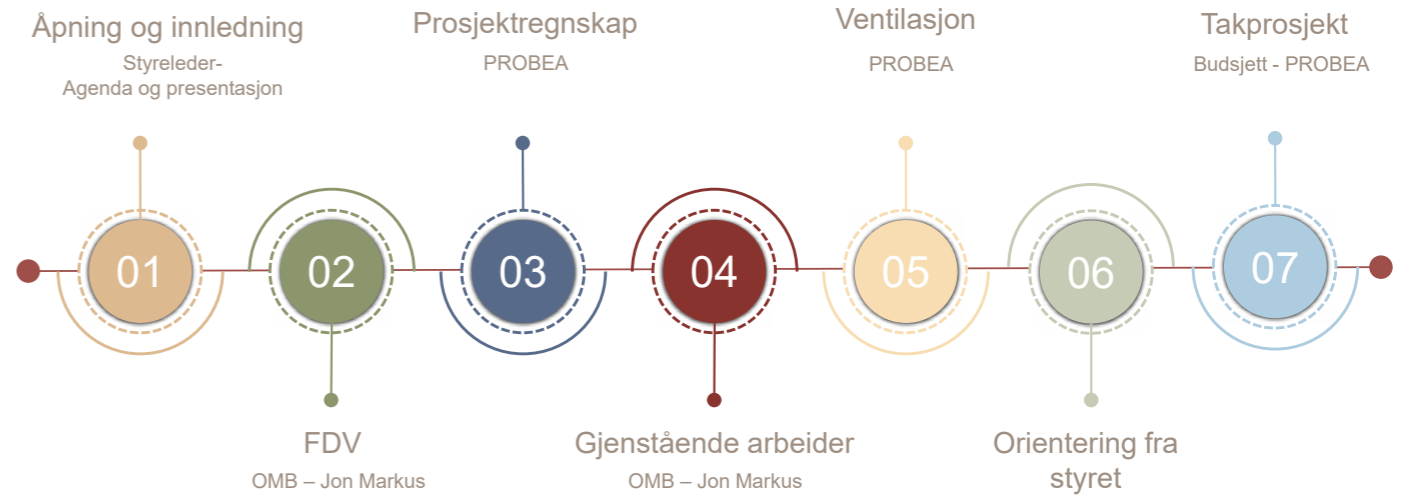 Åpning og innledning
Styreleder-
Agenda og presentasjon
Prosjektregnskap
PROBEA
Ventilasjon
PROBEA
Takprosjekt
Budsjett - PROBEA
01
02
03
04
05
06
07
FDV
OMB – Jon Markus
Gjenstående arbeider
OMB – Jon Markus
Orientering fra
styret